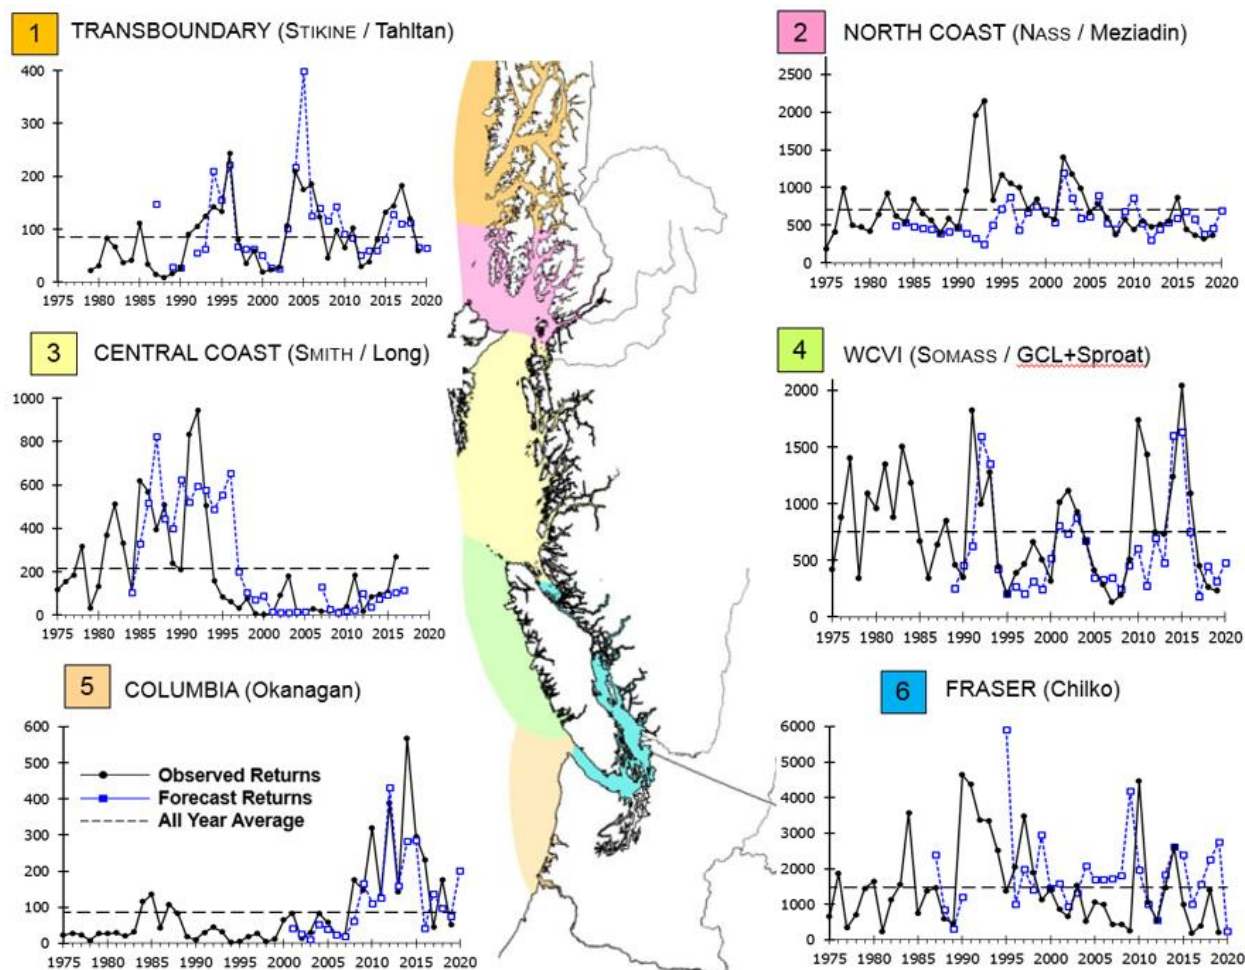 1 TRANSBOUNDARY (STIKINE / Tahltan)
400
300
200
100
0
1975 1980 1985 1990 1995 2000 2005 2010 2015 2020
2 NORTH COAST (NASS / Meziadin)
2500
2000
1500
1000
500
0
1975 1980 1985 1990 1995 2000 2005 2010 2015 2020
3 CENTRAL COAST (SMITH / Long)
1000
800
600
400
200
0
1975 1980 1985 1990 1995 2000 2005 2010 2015 2020
4 WCVI (SOMASS / GCL+Sproat)
2000
1500
1000
500
0
1975 1980 1985 1990 1995 2000 2005 2010 2015 2020
5 COLUMBIA (Okanagan)
600
500
400
300
200
100
0
Observed Returns
Forecast Returns
All Year Average
1975 1980 1985 1990 1995 2000 2005 2010 2015 2020
6 FRASER (Chilko)
6000
5000
4000
3000
2000
1000
0
1975 1980 1985 1990 1995 2000 2005 2010 2015 2020